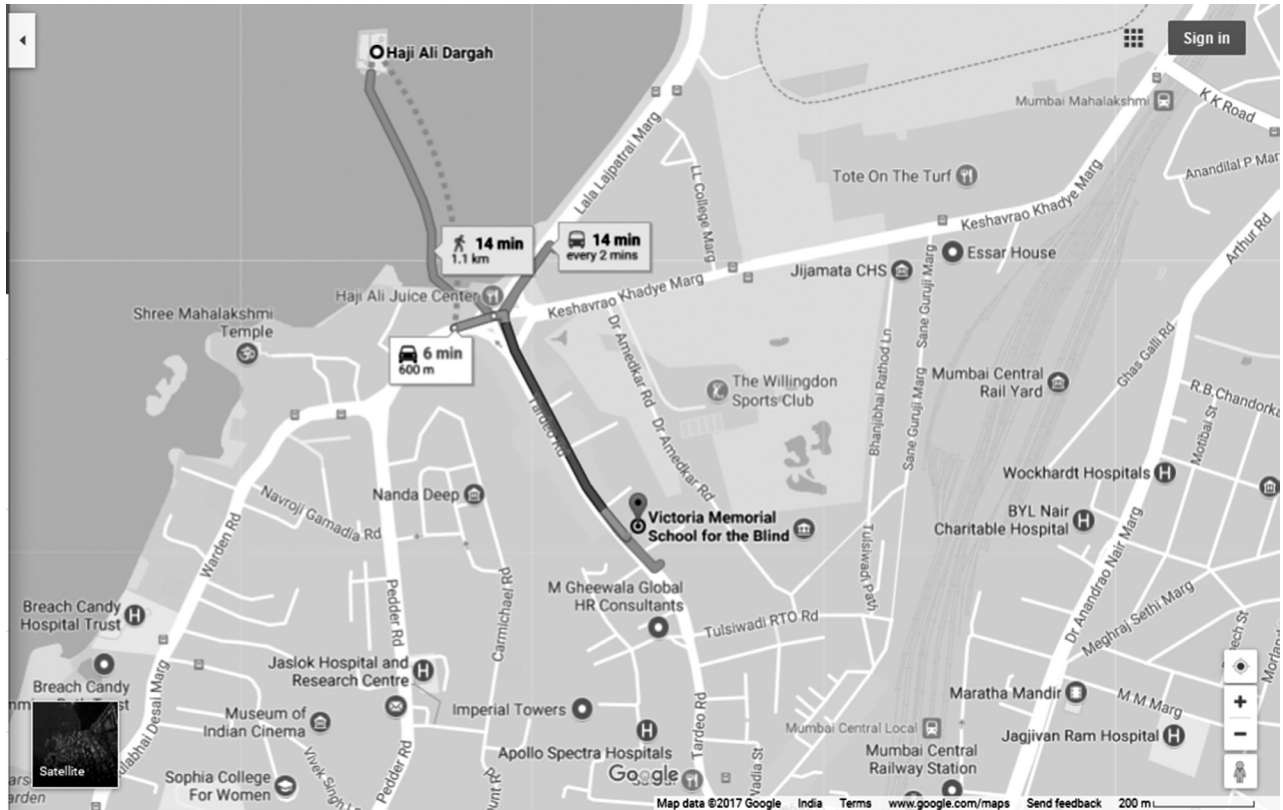 Sign in
Haji Ali Dargah
Mumbai Mahalakshmi
K K Road
Lala Lajpatrai Marg
LL College Marg
Tote On The Turf
Anandilal P Mar
Keshavrao Khadye Marg
Arthur Rd
14 min
1.1 km
14 min
every 2 mins
Essar House
Jijamata CHS
Sane Guruji Marg
Haji Ali Juice Center
Keshavrao Khadye Marg
Shree Mahalakshmi
Temple
6 min
600 m
Dr Amedkar Rd
Bhanjibhai Rathod Ln
Ghas Galli Rd
The Willingdon
Sports Club
Mumbai Central
Rail Yard
R.B.Chandorka
Motibai St
Tardeo Rd
Dr Amedkar Rd
Sane Guruji Marg
Wockhardt Hospitals
Nanda Deep
Navroji Gamadia Rd
Warden Rd
Victoria Memorial
School for the Blind
BYL Nair
Charitable Hospital
Tulsiwadi Path
Dr Anandrao Nair Marg
M Gheewala Global
HR Consultants
Pedder Rd
Carmichael Rd
Breach Candy
Hospital Trust
Tulsiwadi RTO Rd
Meghraj Sethi Marg
Jaslok Hospital and
Research Centre
Breach Candy
Maratha Mandir
M M Marg
Imperial Towers
Museum of
Indian Cinema
Tardeo Rd
Mumbai Central Local
Mumbai Central
Railway Station
Jagjivan Ram Hospital
Apollo Spectra Hospitals
Google
Satellite
Sophia College
For Women
Pedder Rd
Map data ©2017 Google India Terms www.google.com/maps Send feedback 200 m